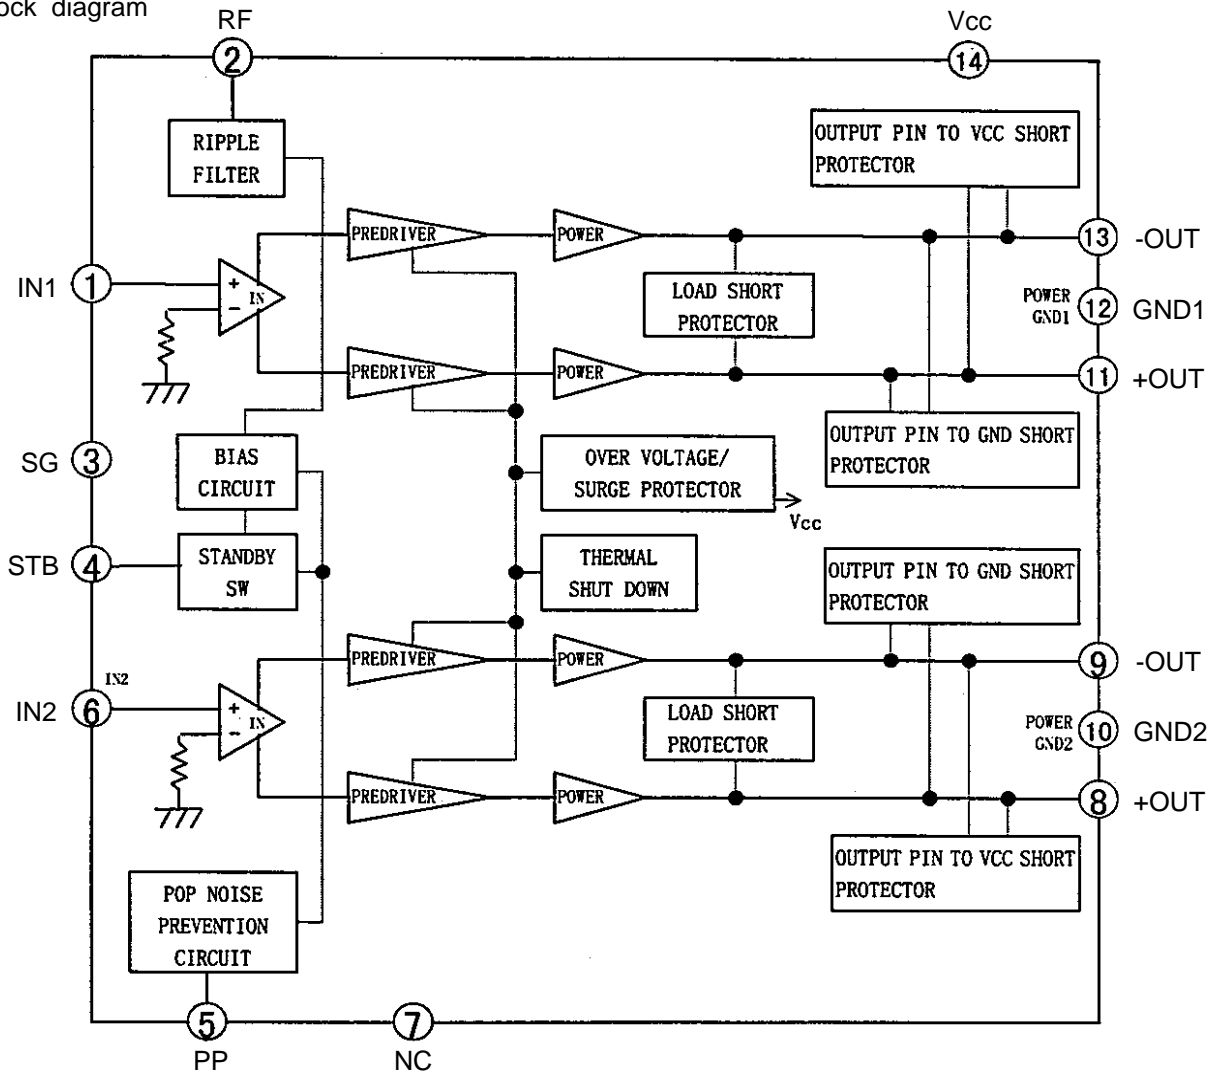 ock diagram
RF
2
Vcc
14
RIPPLE
FILTER
OUTPUT PIN TO VCC SHORT
PROTECTOR
PREDRIVER
POWER
13
-OUT
IN1
1
+
IN
−
LOAD SHORT
PROTECTOR
POWER
GND1
12
GND1
PREDRIVER
POWER
11
+OUT
SG
3
BIAS
CIRCUIT
OVER VOLTAGE/
SURGE PROTECTOR
Vcc
OUTPUT PIN TO GND SHORT
PROTECTOR
STB
4
STANDBY
SW
THERMAL
SHUT DOWN
OUTPUT PIN TO GND SHORT
PROTECTOR
PREDRIVER
POWER
9
-OUT
IN2
IN2
6
+
IN
−
LOAD SHORT
PROTECTOR
POWER
GND2
10
GND2
PREDRIVER
POWER
8
+OUT
OUTPUT PIN TO VCC SHORT
PROTECTOR
POP NOISE
PREVENTION
CIRCUIT
5
PP
7
NC